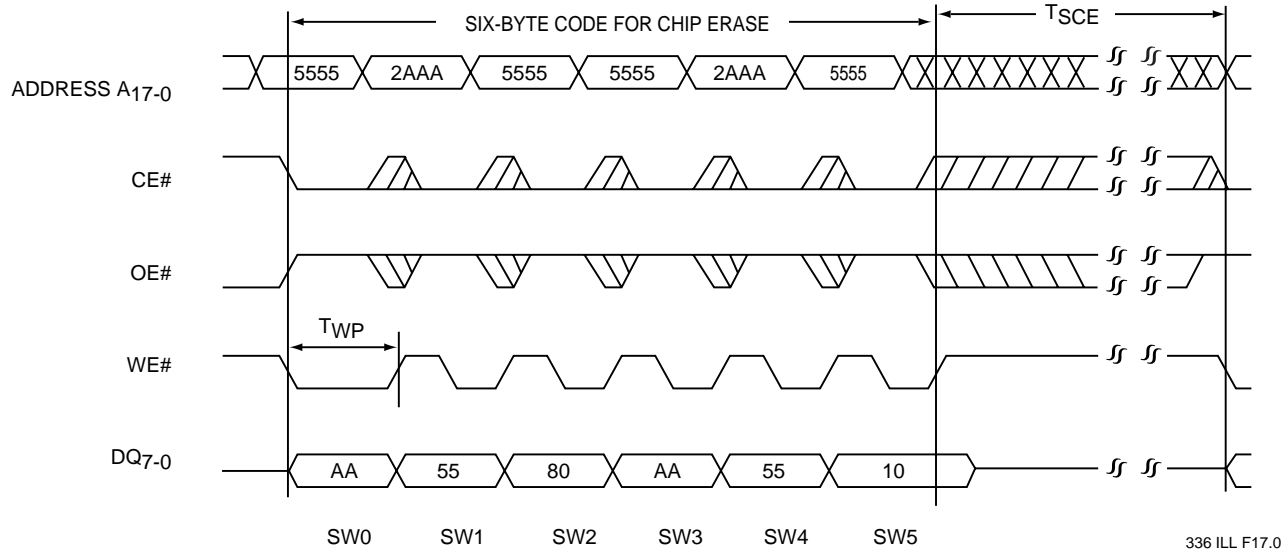 SIX-BYTE CODE FOR CHIP ERASE
TSCE
ADDRESS A17-0
5555 2AAA 5555 5555 2AAA 5555
CE#
OE#
TWP
WE#
DQ7-0
AA 55 80 AA 55 10
SW0 SW1 SW2 SW3 SW4 SW5
336 ILL F17.0